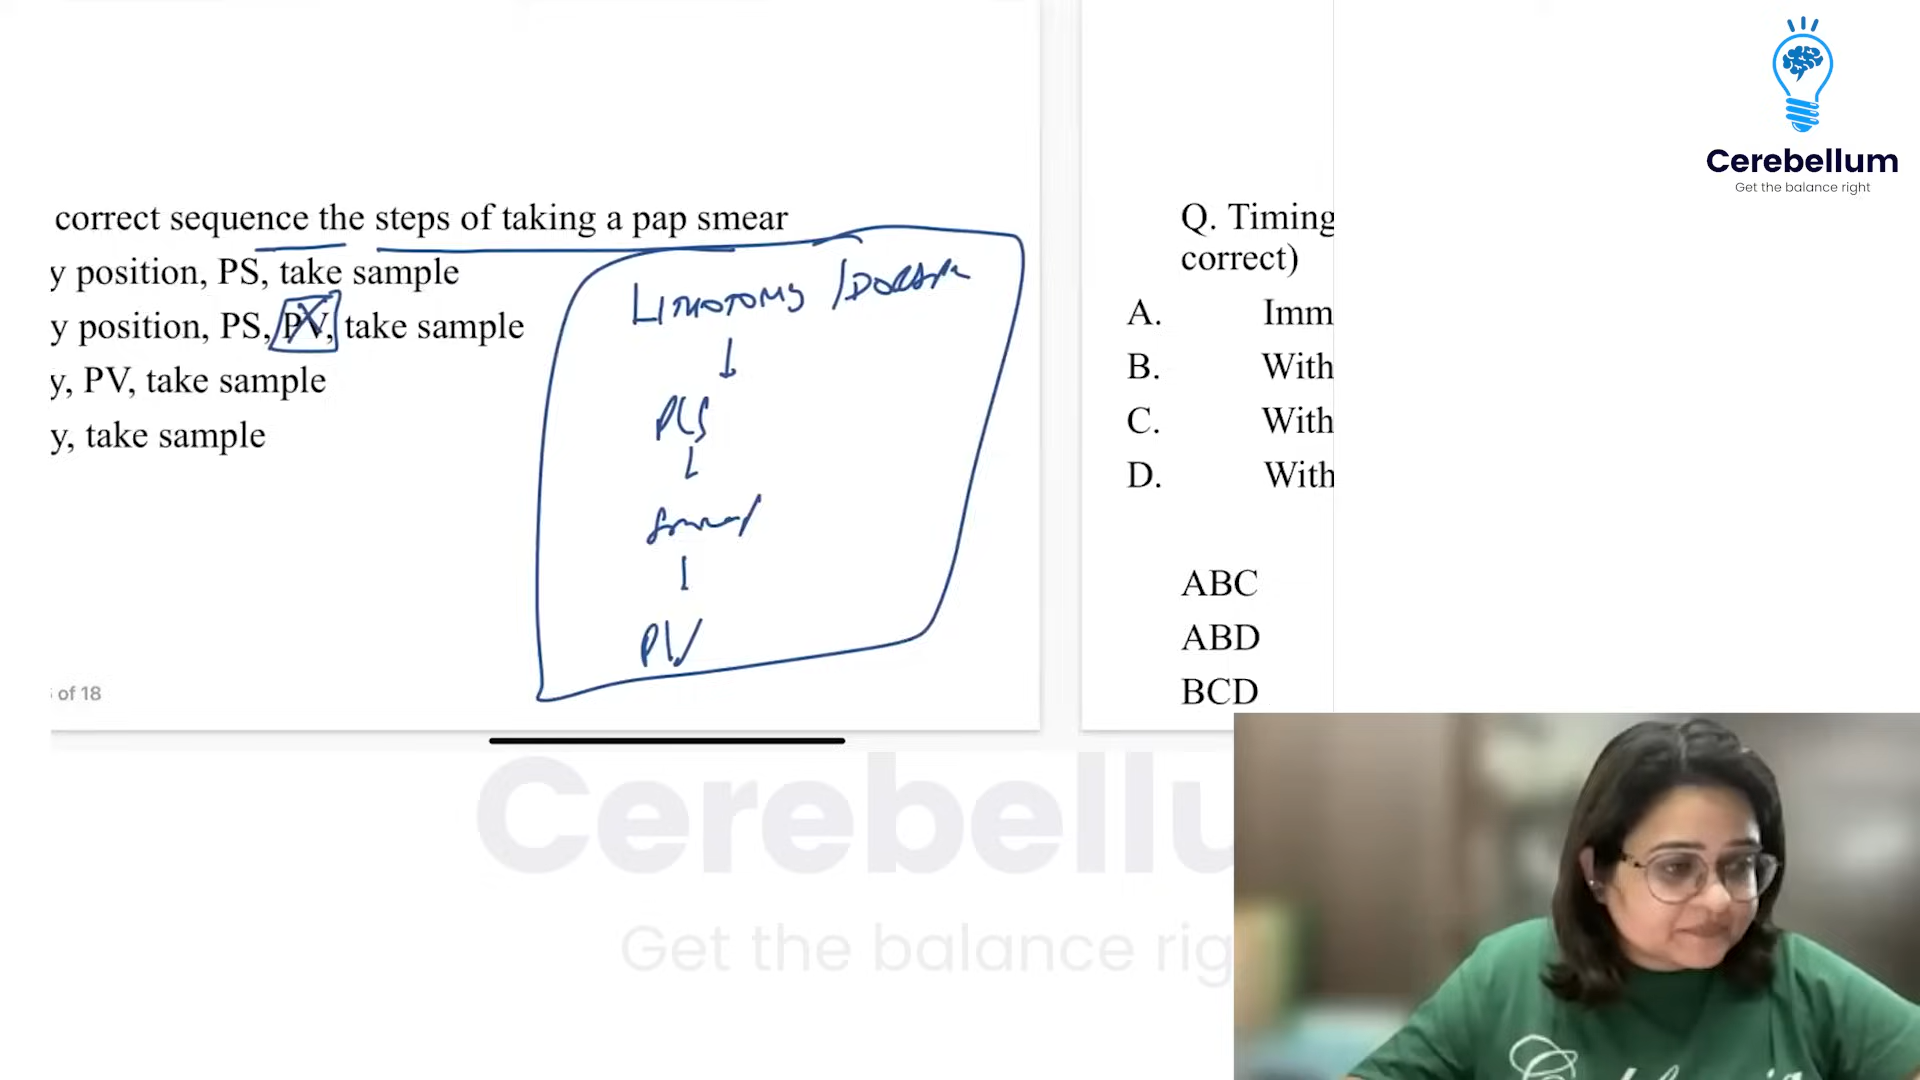 correct sequence the steps of taking a pap smear
y position, PS, take sample
y position, PS, PV, take sample
y, PV, take sample
y, take sample
LITHOTOMY / DORSAL
↓
P/S
PV
of 18
Q. Timing
correct)
A. Imm
B. With
C. With
D. With
ABC
ABD
BCD
Cerebellum
Get the balance right
Cerebellu
Get the balance rig